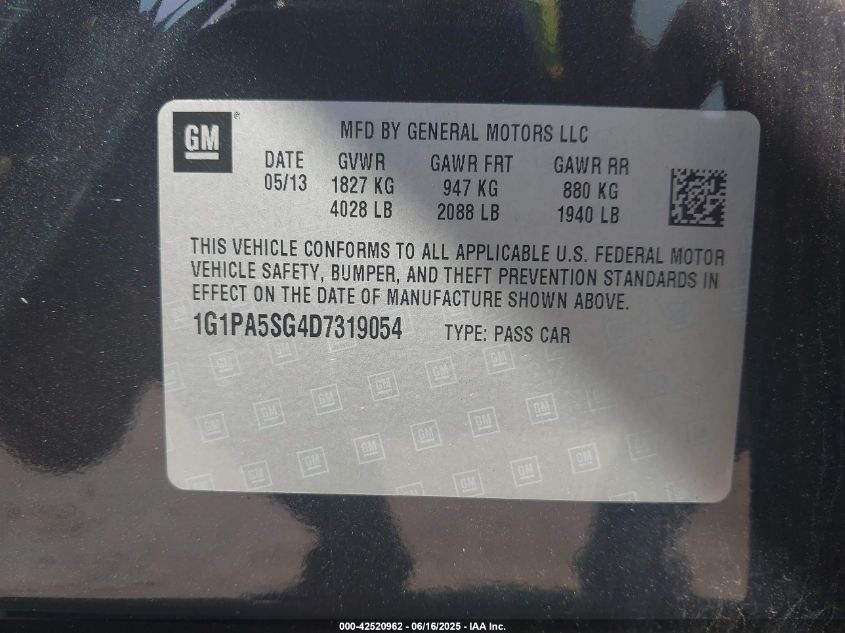 GM®
MFD BY GENERAL MOTORS LLC
DATE GVWR GAWR FRT GAWR RR
05/13 1827 KG 947 KG 880 KG
4028 LB 2088 LB 1940 LB
THIS VEHICLE CONFORMS TO ALL APPLICABLE U.S. FEDERAL MOTOR
VEHICLE SAFETY, BUMPER, AND THEFT PREVENTION STANDARDS IN
EFFECT ON THE DATE OF MANUFACTURE SHOWN ABOVE.
1G1PA5SG4D7319054 TYPE: PASS CAR
000-42520962 - 06/16/2025 - IAA Inc.